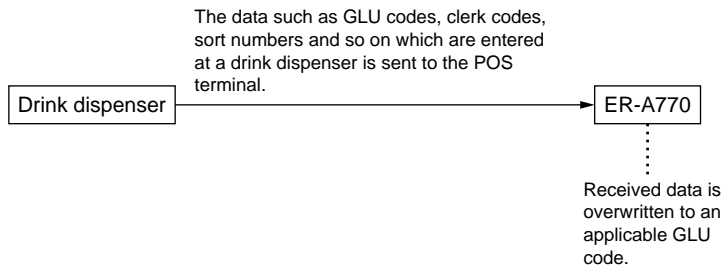 The data such as GLU codes, clerk codes,
sort numbers and so on which are entered
at a drink dispenser is sent to the POS
terminal.
Drink dispenser
ER-A770
Received data is
overwritten to an
applicable GLU
code.